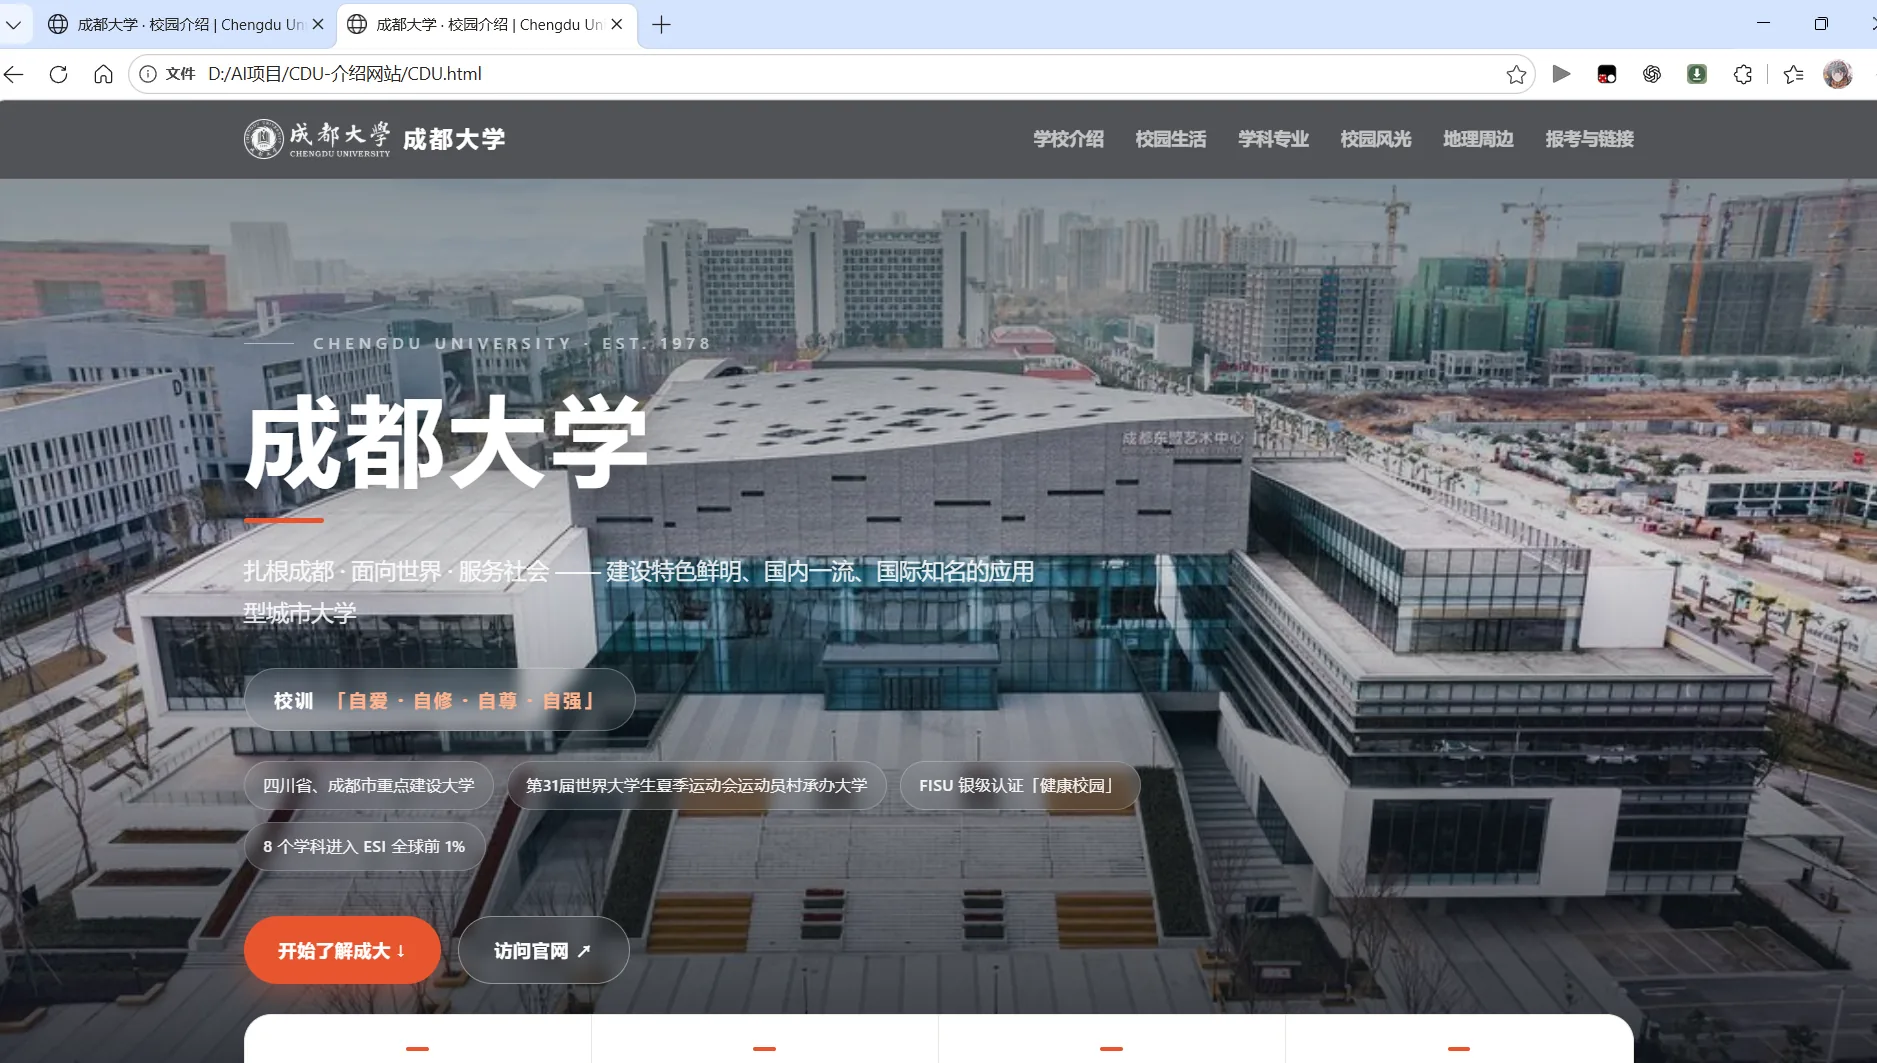 成都大学 · 校园介绍 | Chengdu Un
成都大学 · 校园介绍 | Chengdu Un
文件 D:/AI项目/CDU-介绍网站/CDU.html
成都大学
CHENGDU UNIVERSITY
成都大学
学校介绍 校园生活 学科专业 校园风光 地理周边 报考与链接
CHENGDU UNIVERSITY · EST. 1978
成都大学
D
扎根成都 · 面向世界 · 服务社会 —— 建设特色鲜明、国内一流、国际知名的应用
型城市大学
校训 「自爱 · 自修 · 自尊 · 自强」
四川省、成都市重点建设大学 第31届世界大学生夏季运动会运动员村承办大学 FISU 银级认证「健康校园」
8 个学科进入 ESI 全球前 1%
开始了解成大 ↓ 访问官网 ↗